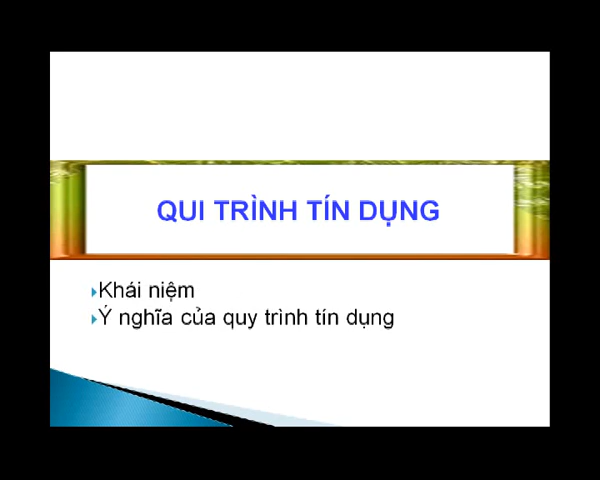 QUI TRÌNH TÍN DỤNG
Khái niệm
Ý nghĩa của quy trình tín dụng